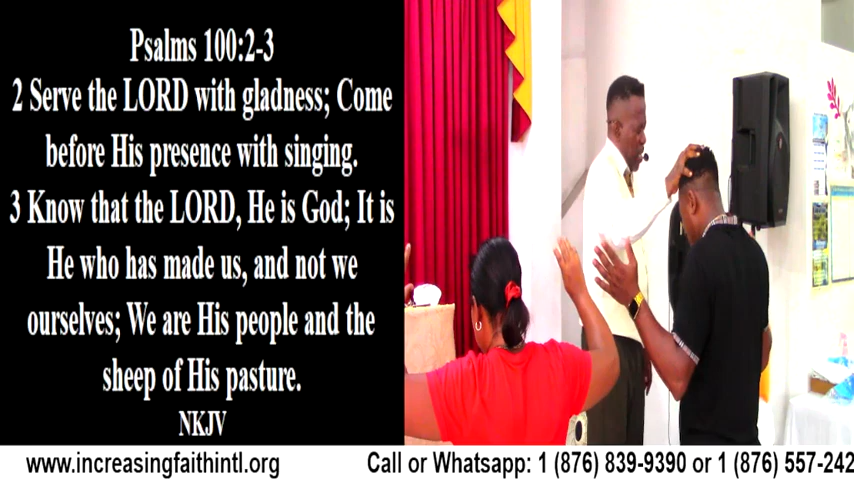 Psalms 100:2-3
2 Serve the LORD with gladness; Come
before His presence with singing.
3 Know that the LORD, He is God; It is
He who has made us, and not we
ourselves; We are His people and the
sheep of His pasture.
NKJV
www.increasingfaithintl.org
Call or Whatsapp: 1 (876) 839-9390 or 1 (876) 557-242